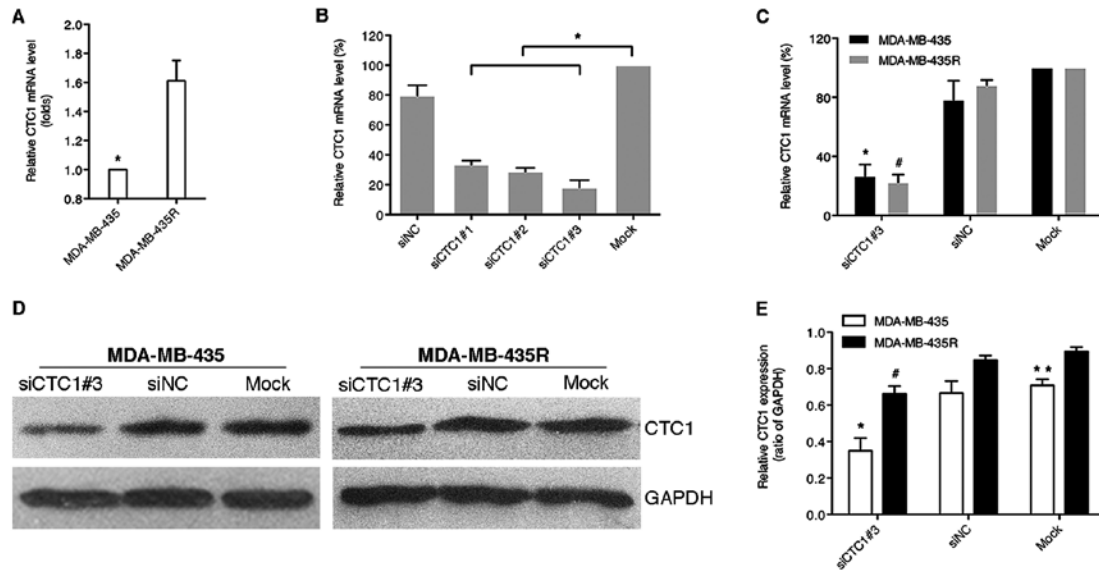 A
Relative CTC1 mRNA level
(folds)
2.0
1.8
1.6
1.4
1.2
1.0
0.8
*
MDA-MB-435
MDA-MB-435R
B
Relative CTC1 mRNA level (%)
120
100
80
60
40
20
0
*
siNC
siCTC1#1
siCTC1#2
siCTC1#3
Mock
C
MDA-MB-435
MDA-MB-435R
Relative CTC1 mRNA level (%)
100
60
20
0
* #
siCTC1#3
siNC
Mock
D
MDA-MB-435
MDA-MB-435R
siCTC1#3 siNC Mock
siCTC1#3 siNC Mock
CTC1
GAPDH
E
MDA-MB-435
MDA-MB-435R
Relative CTC1 expression
(ratio of GAPDH)
1.0
0.8
0.6
0.4
0.2
0.0
* # **
siCTC1#3
siNC
Mock